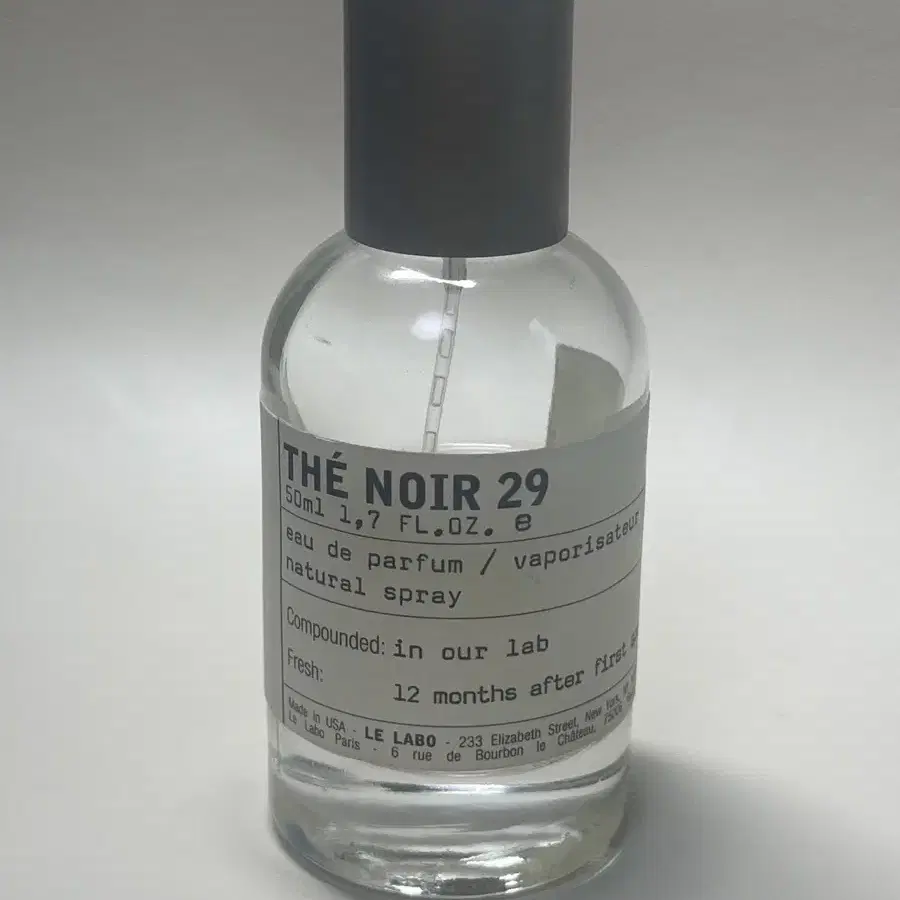 THÉ NOIR 29
50ml 1,7 FL.OZ. e
eau de parfum / vaporisateur
natural spray
Compounded: in our lab
Fresh:
12 months after first
Made in USA - LE LABO - 233 Elizabeth Street, New York,
Le Labo Paris - 6 rue de Bourbon le Château,